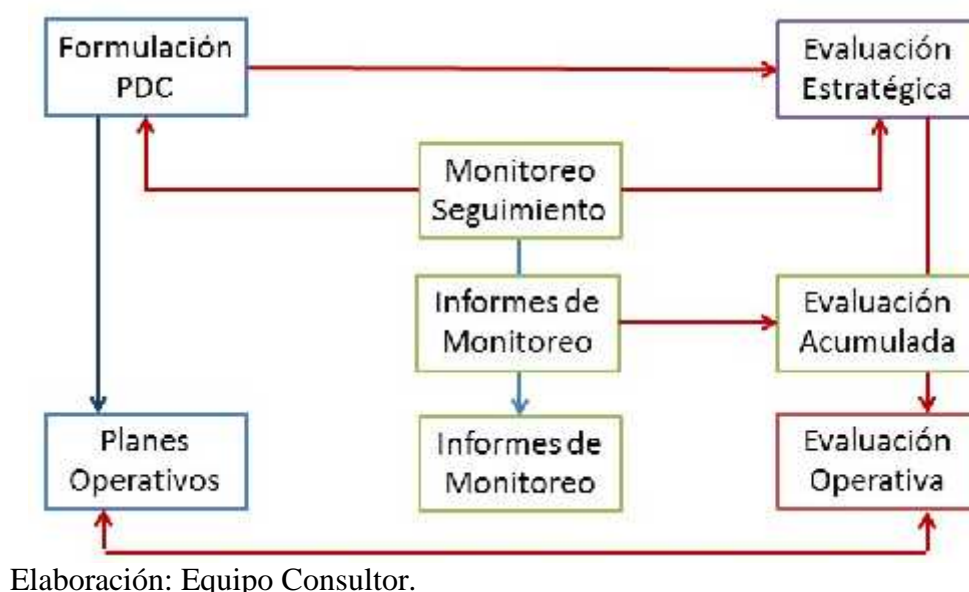 Formulación
PDC
Evaluación
Estratégica
Monitoreo
Seguimiento
Informes de
Monitoreo
Evaluación
Acumulada
Planes
Operativos
Informes de
Monitoreo
Evaluación
Operativa
Elaboración: Equipo Consultor.